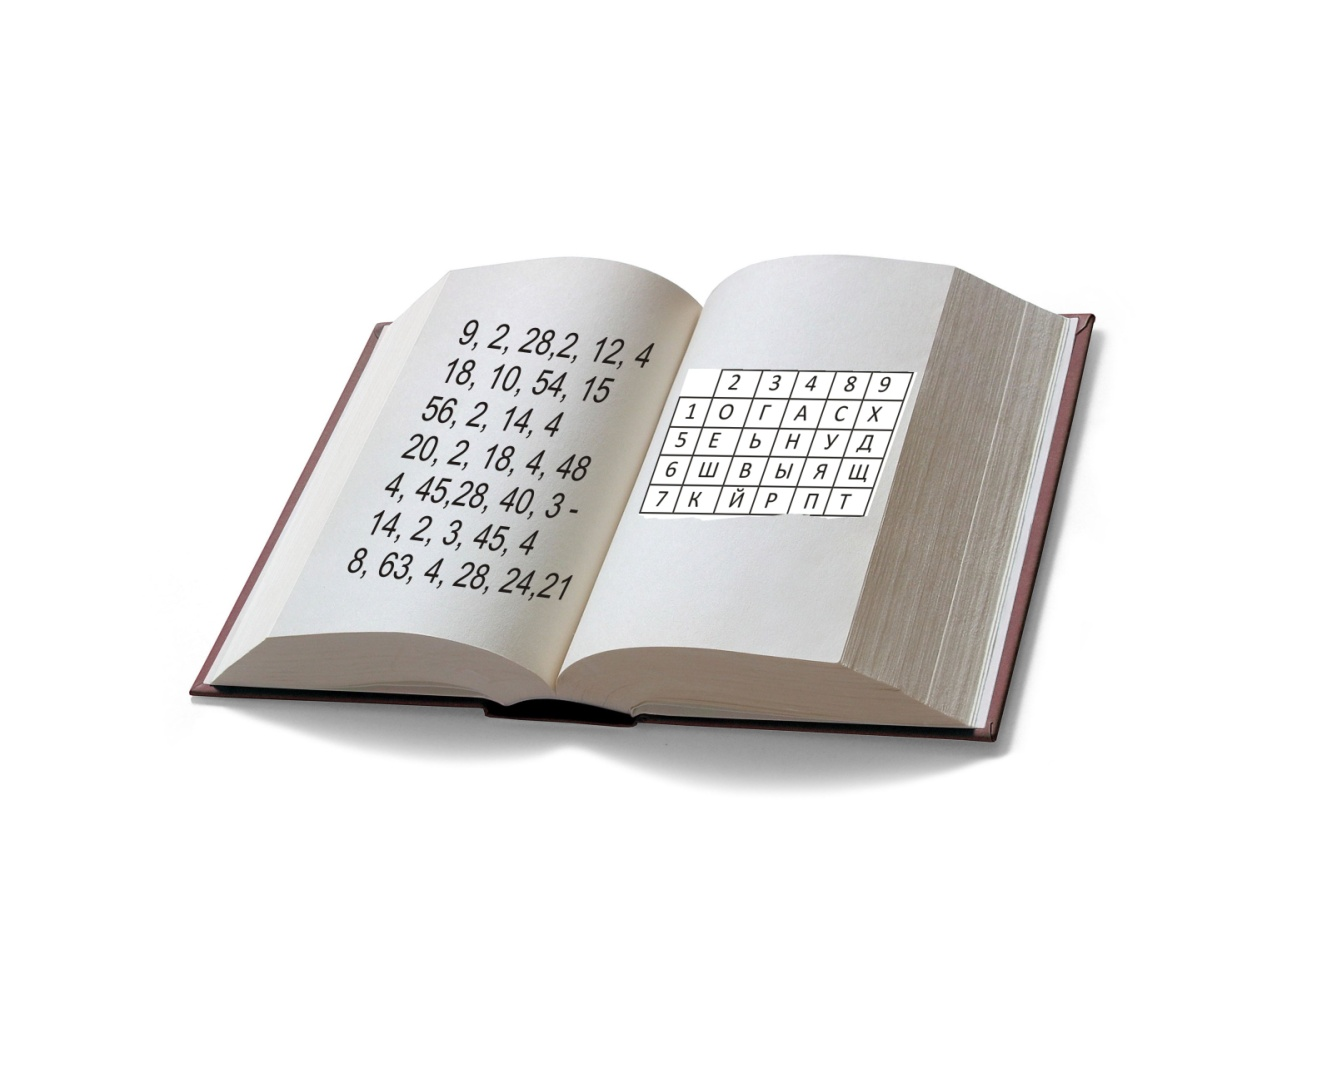 9, 2, 28,2, 12, 4
18, 10, 54, 15
56, 2, 14, 4
20, 2, 18, 4, 48
4, 45,28, 40, 3 -
14, 2, 3, 45, 4
8, 63, 4, 28, 24,21
2 3 4 8 9
1 О Г А С Х
5 Е Ь Н У Д
6 Ш В Ы Я Щ
7 К Й Р П Т